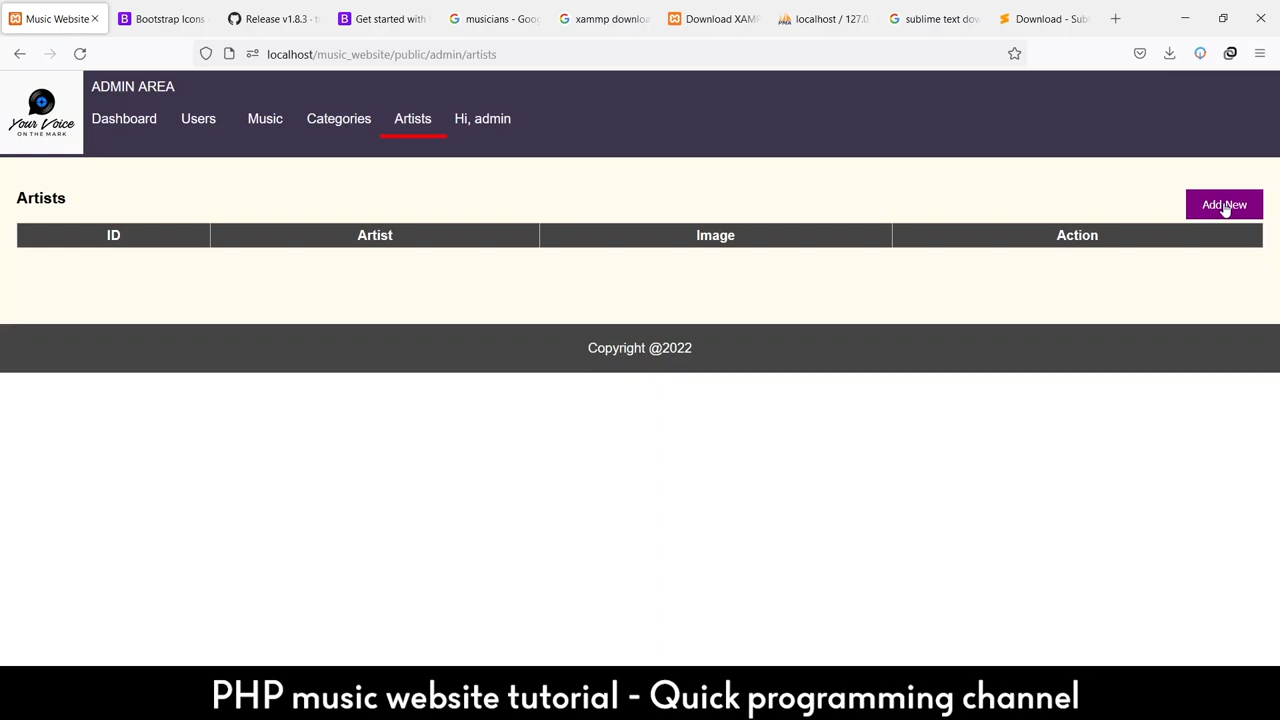 Music Website
Bootstrap Icons
Release v1.8.3 - t
Get started with
musicians - Goo
xammp downlo
Download XAM
localhost / 127.0
sublime text dow
Download - Sub
localhost/music_website/public/admin/artists
ADMIN AREA
Your Voice
ON THE MARK
Dashboard Users Music Categories Artists Hi, admin
Artists
Add New
ID Artist Image Action
Copyright @2022
PHP music website tutorial - Quick programming channel